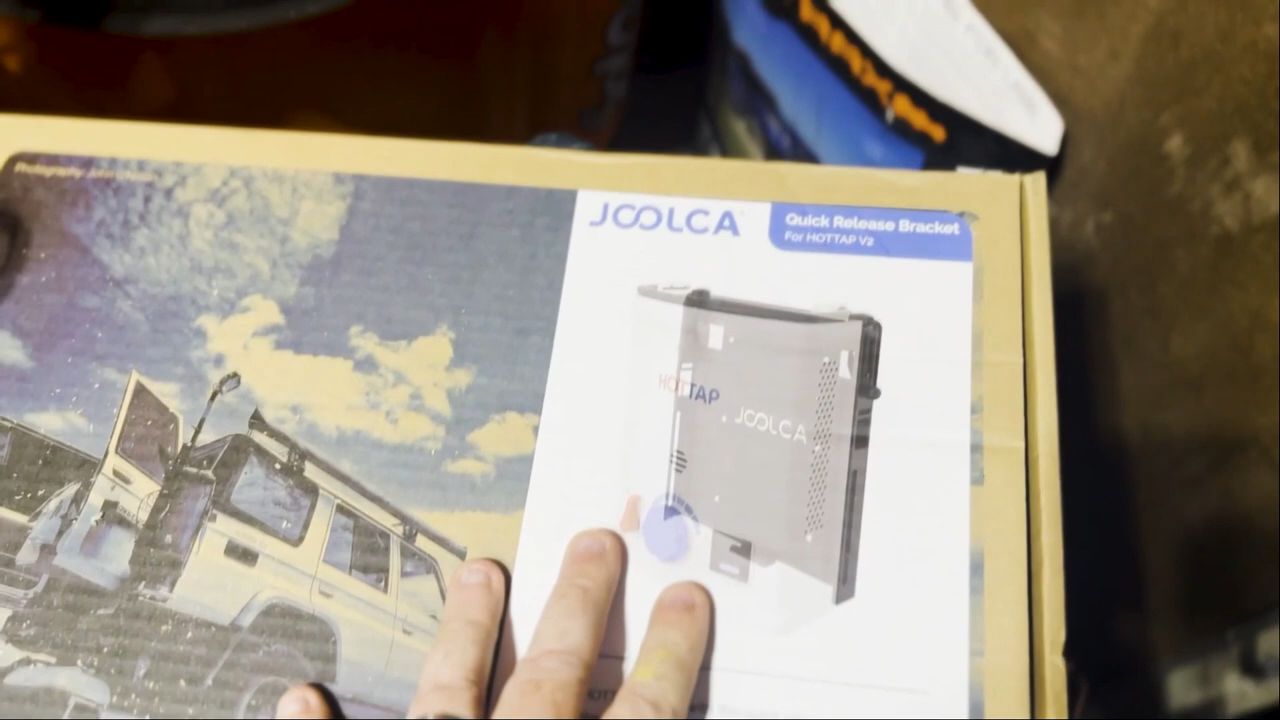 JOOLCA
Quick Release Bracket
For HOTTAP V2
HOTTAP
JOOLCA